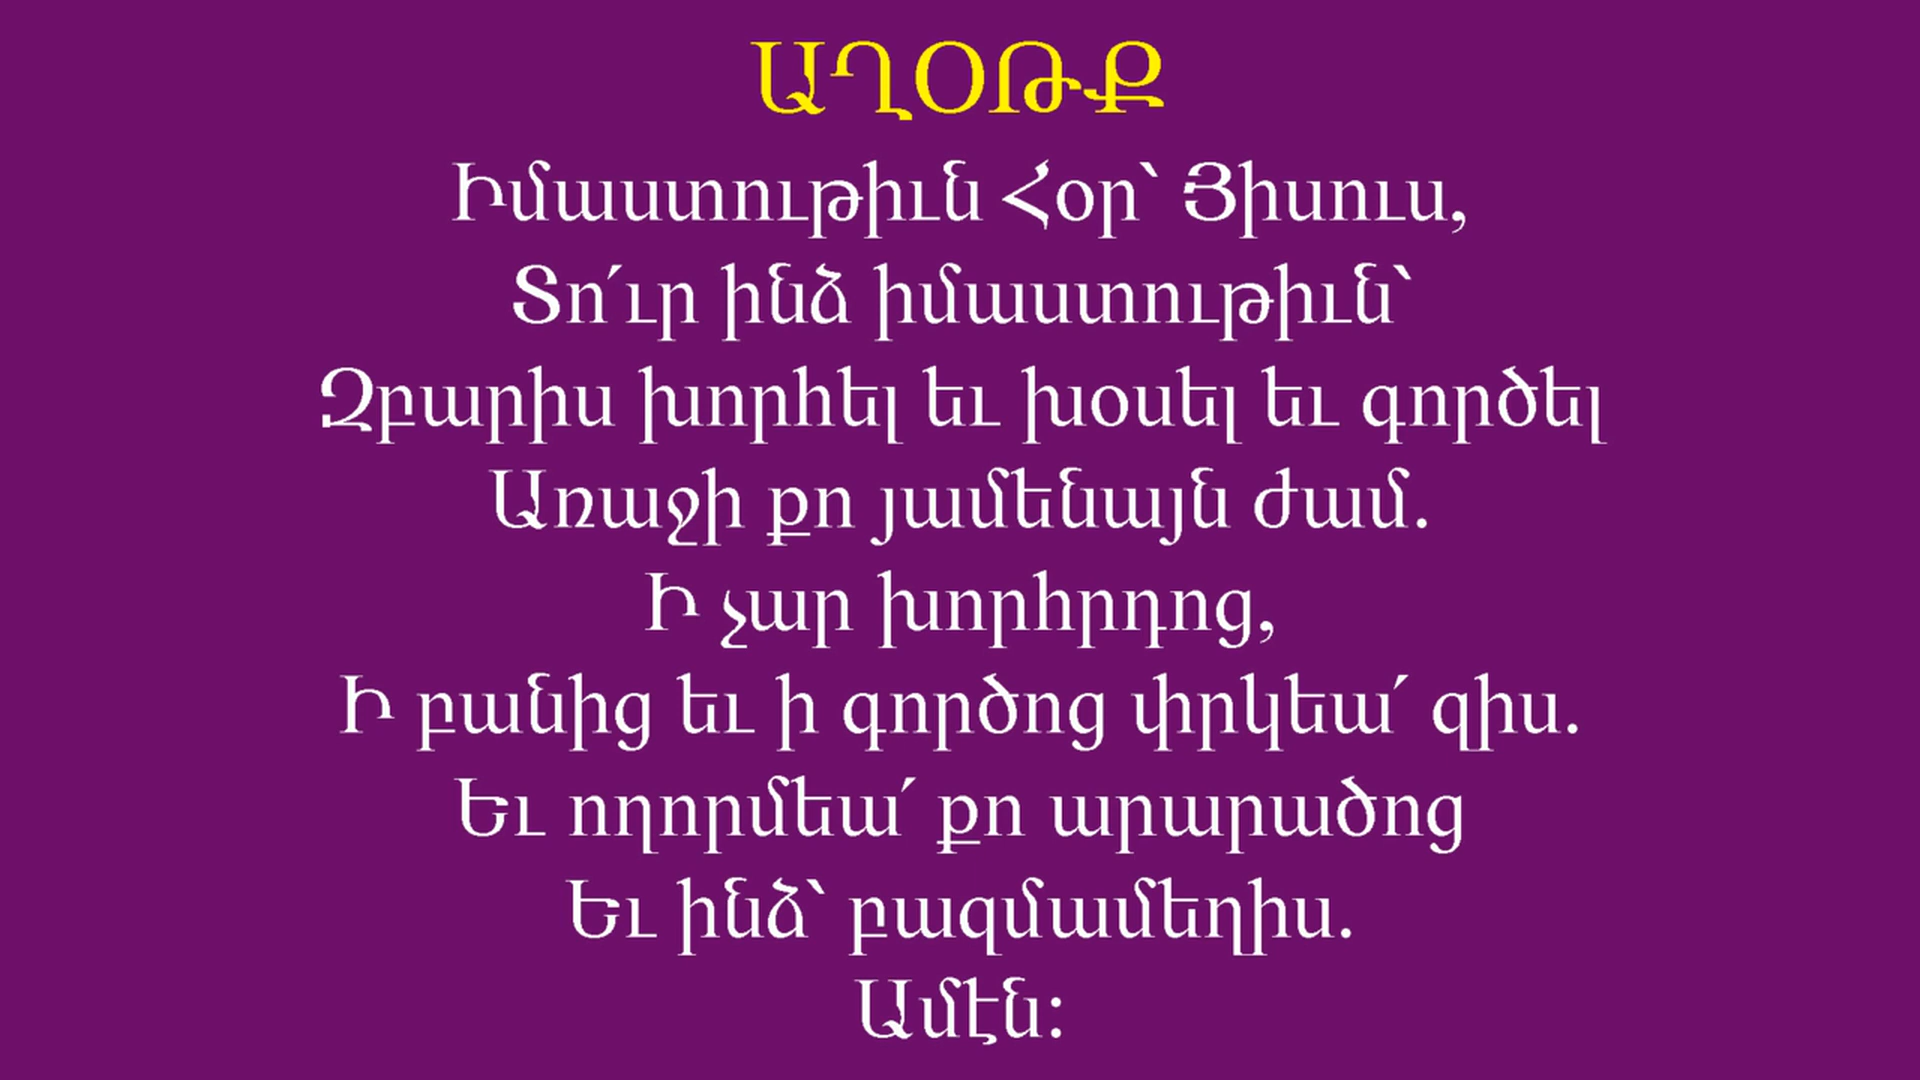 ԱՂՕԹՔ
Իմաստութիւն Հօր՝ Յիսուս,
Տո՛ւր ինձ իմաստութիւն՝
Զբարիս խորհել եւ խօսել եւ գործել
Առաջի քո յամենայն ժամ.
Ի չար խորհրդոց,
Ի բանից եւ ի գործոց փրկեա՛ զիս.
Եւ ողորմեա՛ քո արարածոց
Եւ ինձ՝ բազմամեղիս.
Ամէն։